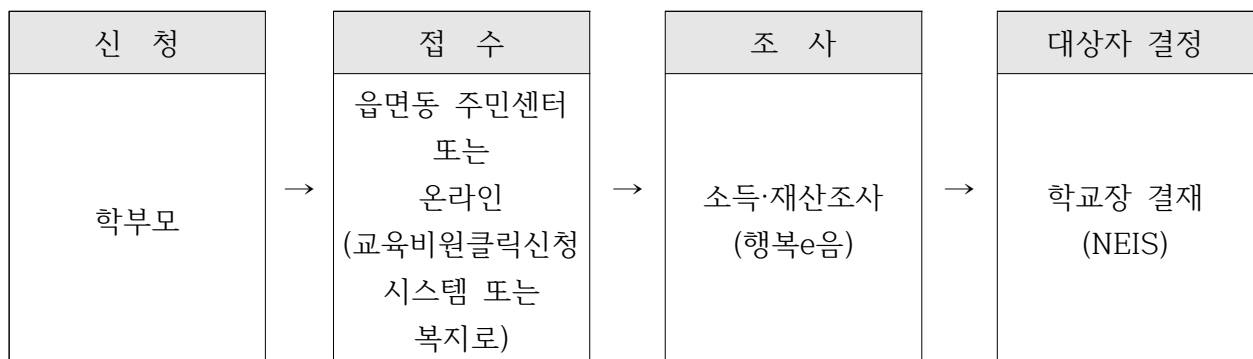 신 청
학부모
→
접 수
읍면동 주민센터
또는
온라인
(교육비원클릭신청
시스템 또는
복지로)
→
조 사
소득·재산조사
(행복e음)
→
대상자 결정
학교장 결재
(NEIS)